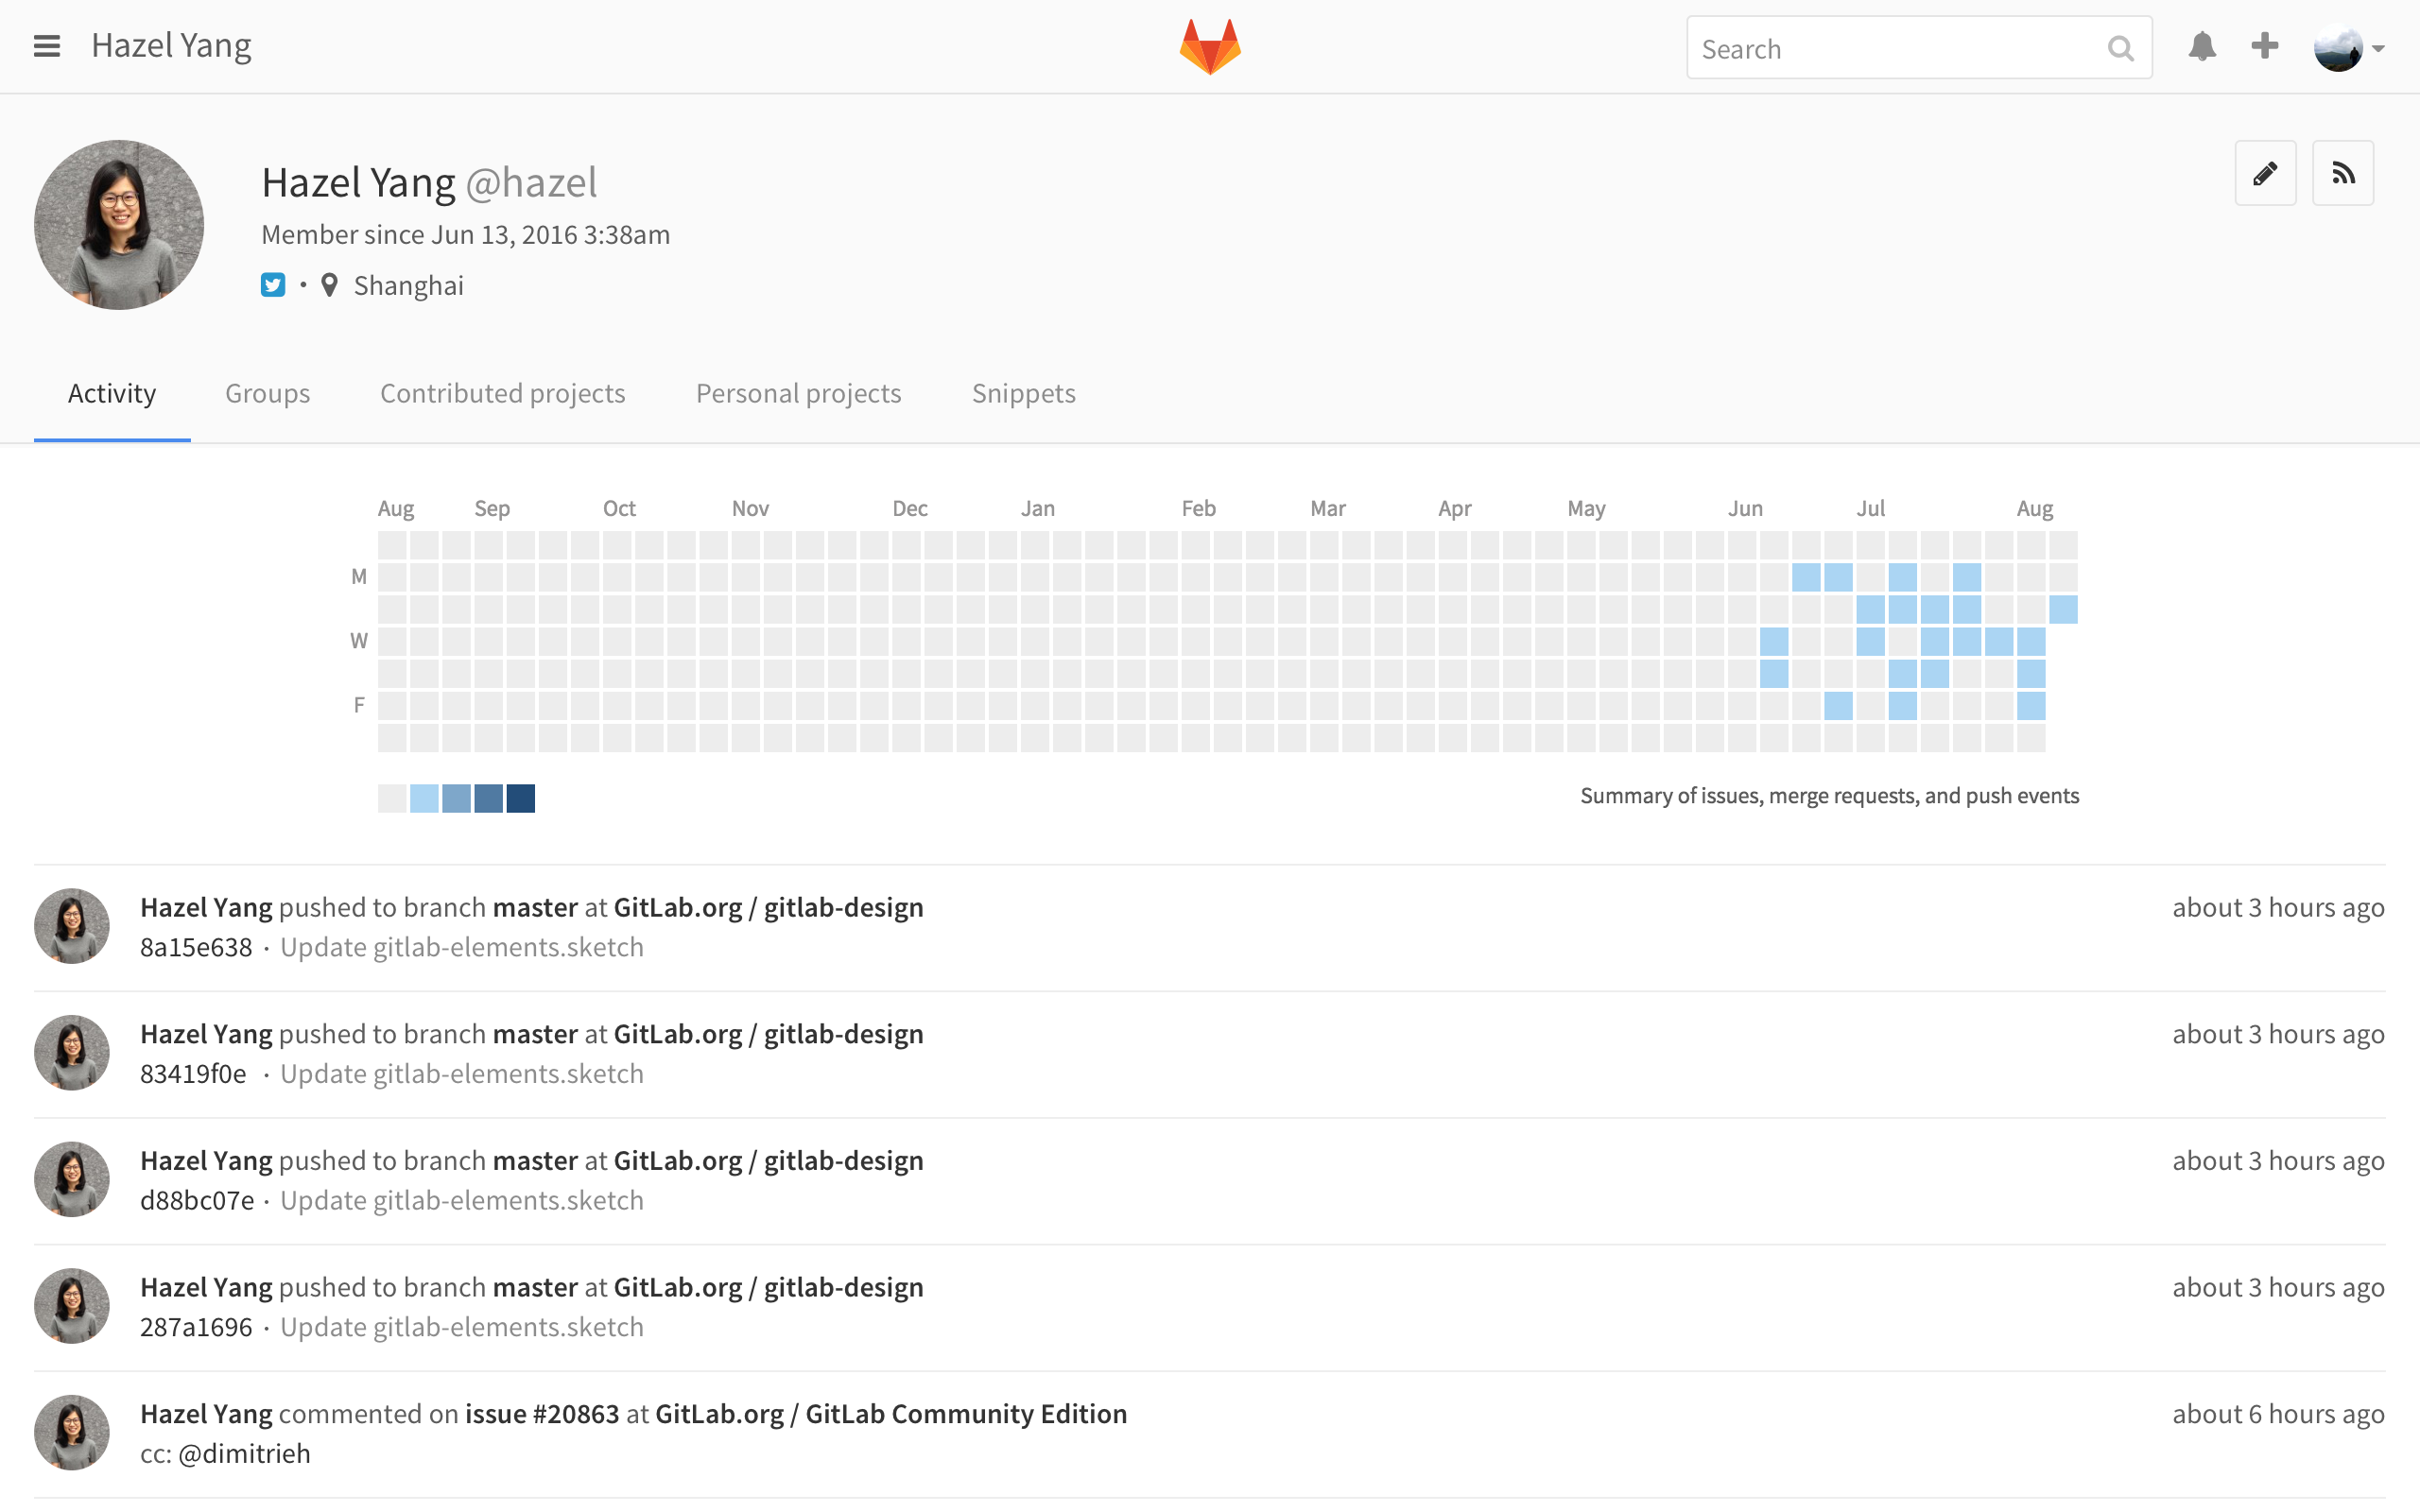 Hazel Yang
Search
Hazel Yang @hazel
Member since Jun 13, 2016 3:38am
• Shanghai
Activity Groups Contributed projects Personal projects Snippets
Aug Sep Oct Nov Dec Jan Feb Mar Apr May Jun Jul Aug
M
W
F
Summary of issues, merge requests, and push events
Hazel Yang pushed to branch master at GitLab.org / gitlab-design about 3 hours ago
8a15e638 · Update gitlab-elements.sketch
Hazel Yang pushed to branch master at GitLab.org / gitlab-design about 3 hours ago
83419f0e · Update gitlab-elements.sketch
Hazel Yang pushed to branch master at GitLab.org / gitlab-design about 3 hours ago
d88bc07e · Update gitlab-elements.sketch
Hazel Yang pushed to branch master at GitLab.org / gitlab-design about 3 hours ago
287a1696 · Update gitlab-elements.sketch
Hazel Yang commented on issue #20863 at GitLab.org / GitLab Community Edition about 6 hours ago
cc: @dimitrieh